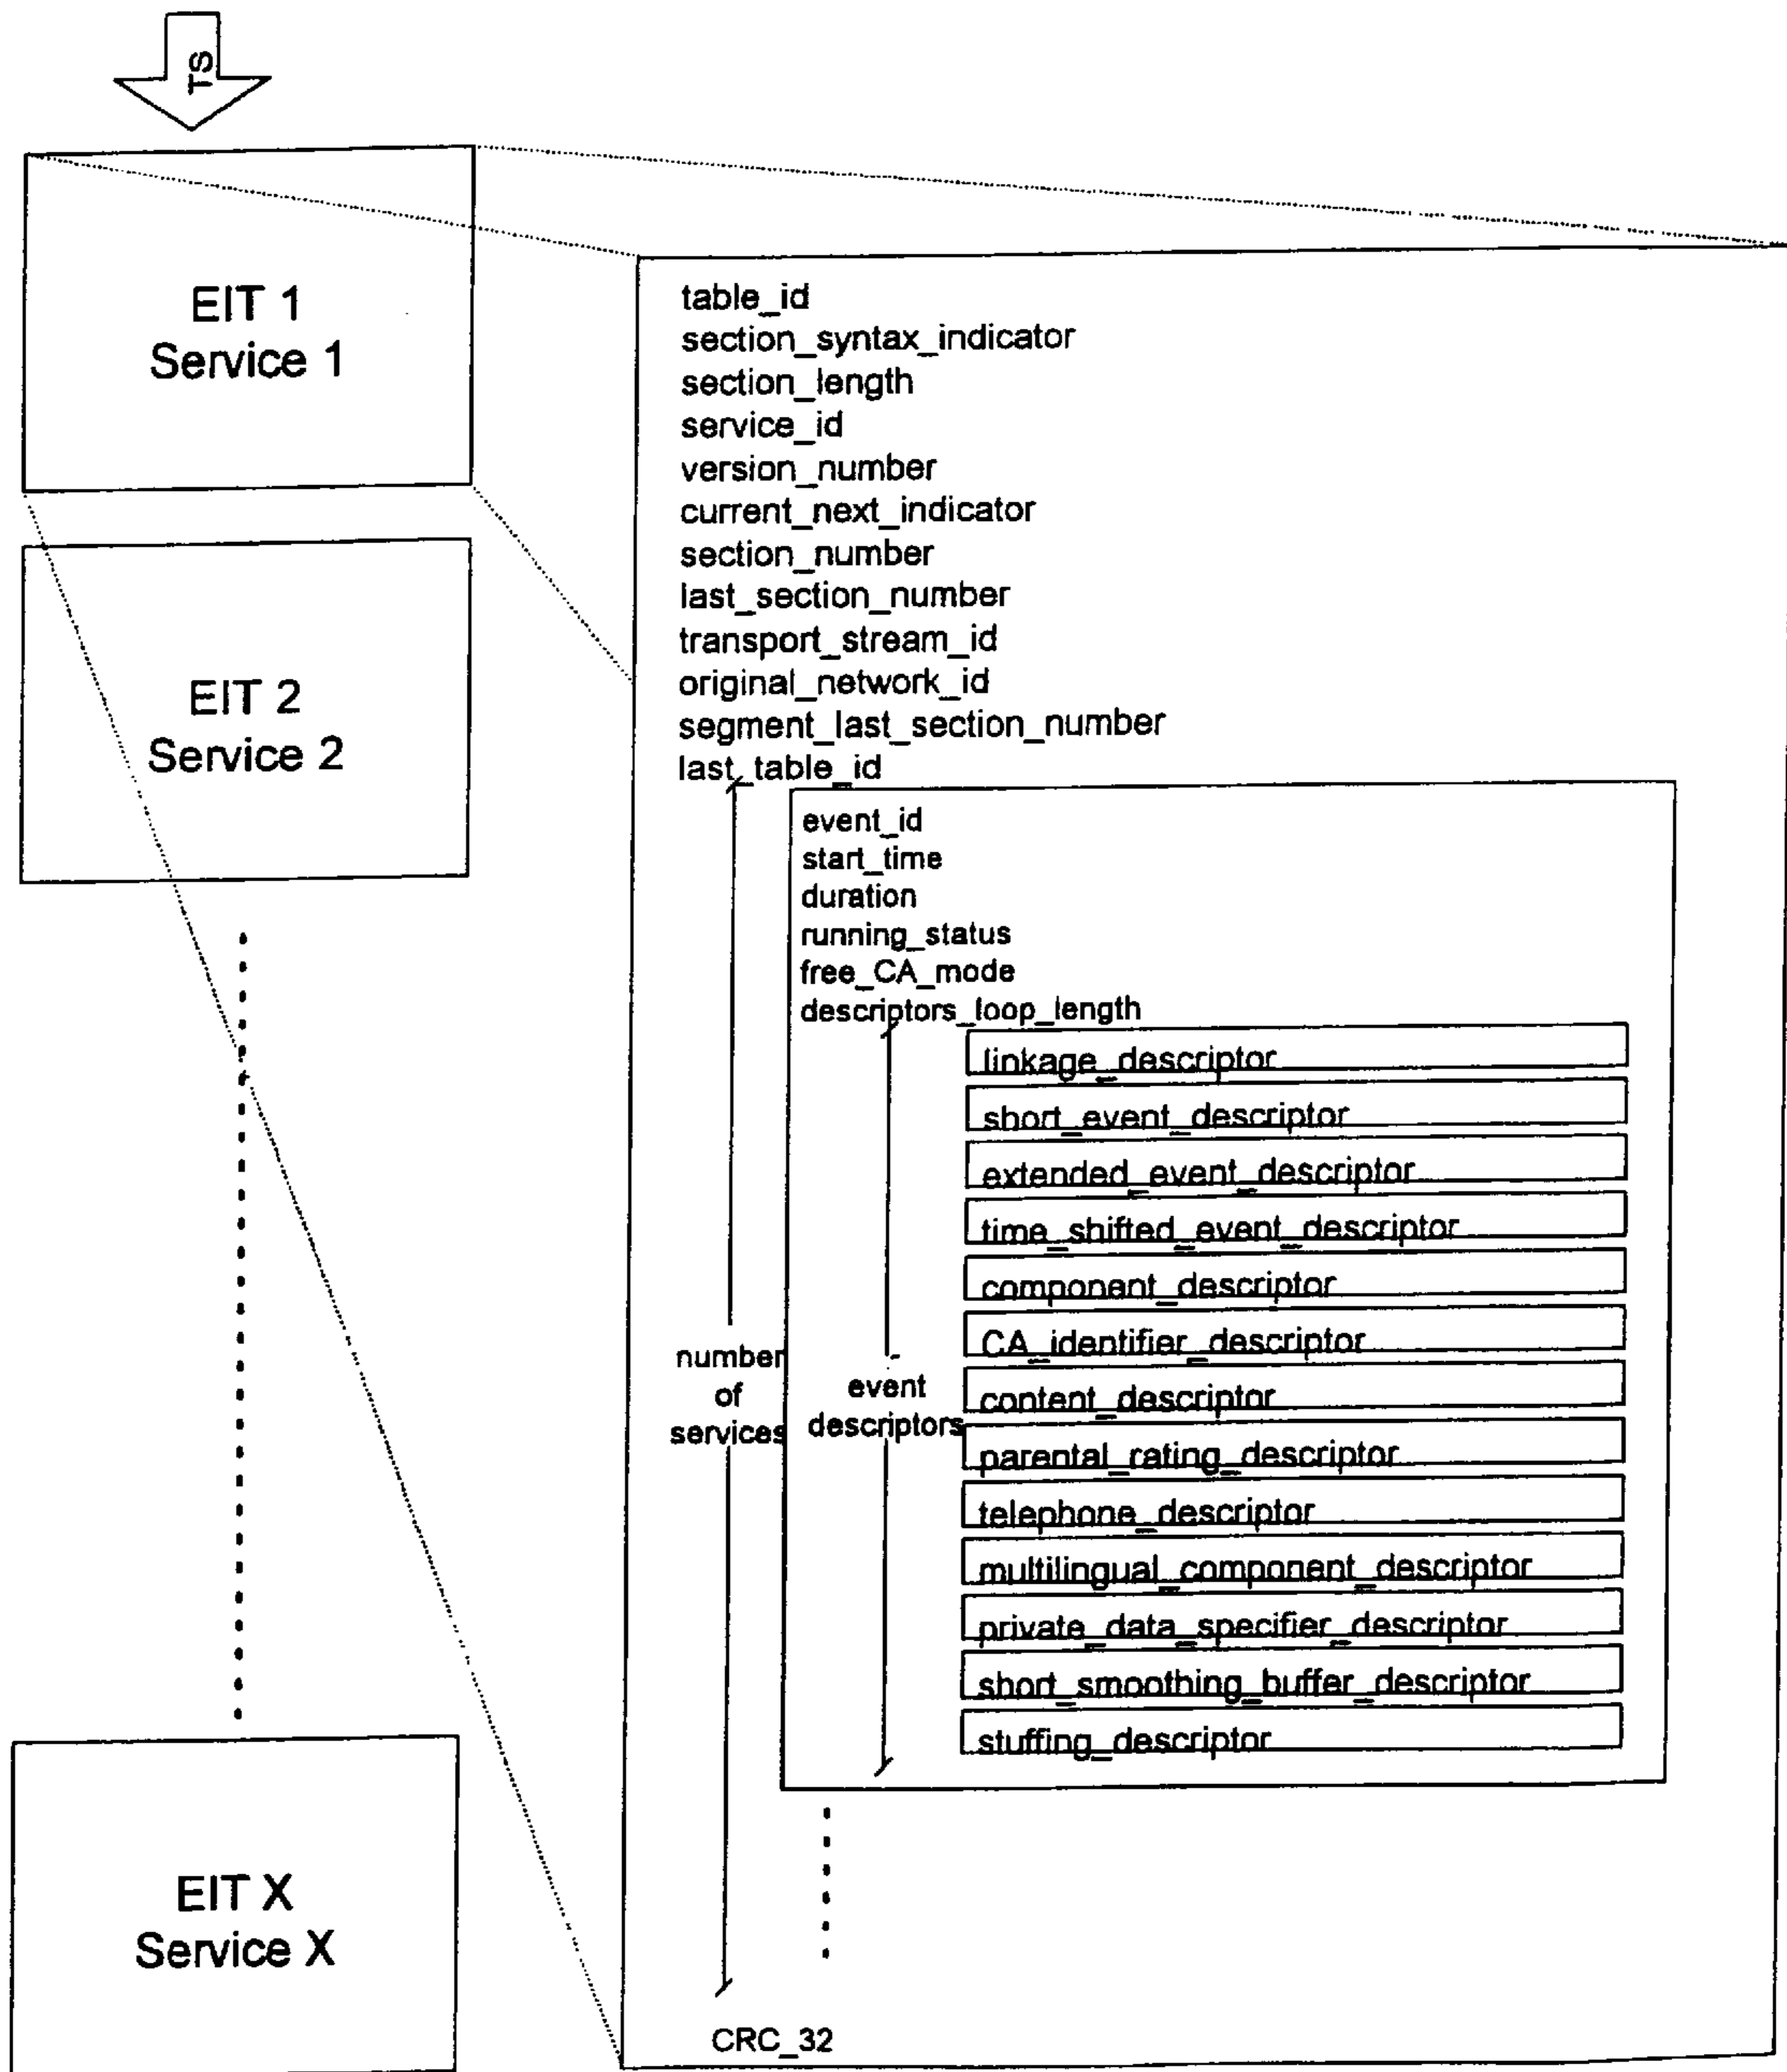 TS
EIT 1
Service 1
EIT 2
Service 2
EIT X
Service X
table_id
section_syntax_indicator
section_length
service_id
version_number
current_next_indicator
section_number
last_section_number
transport_stream_id
original_network_id
segment_last_section_number
last_table_id
number
of
services
event_id
start_time
duration
running_status
free_CA_mode
descriptors_loop_length
event
descriptors
linkage_descriptor
short_event_descriptor
extended_event_descriptor
time_shifted_event_descriptor
component_descriptor
CA_identifier_descriptor
content_descriptor
parental_rating_descriptor
telephone_descriptor
multilingual_component_descriptor
private_data_specifier_descriptor
short_smoothing_buffer_descriptor
stuffing_descriptor
CRC_32